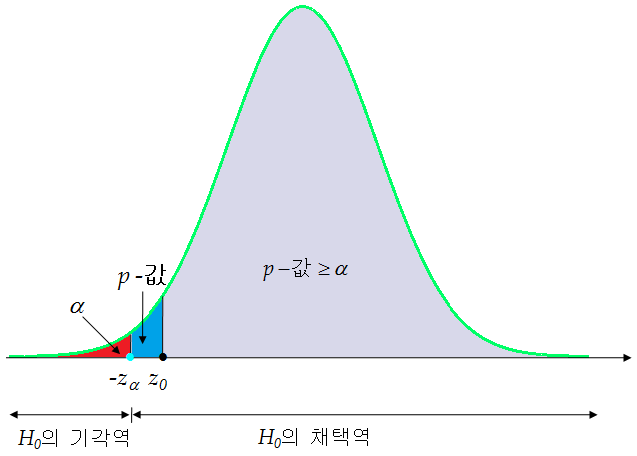 p -값
α
p–값 ≥ α
-zα z0
H0의 기각역
H0의 채택역